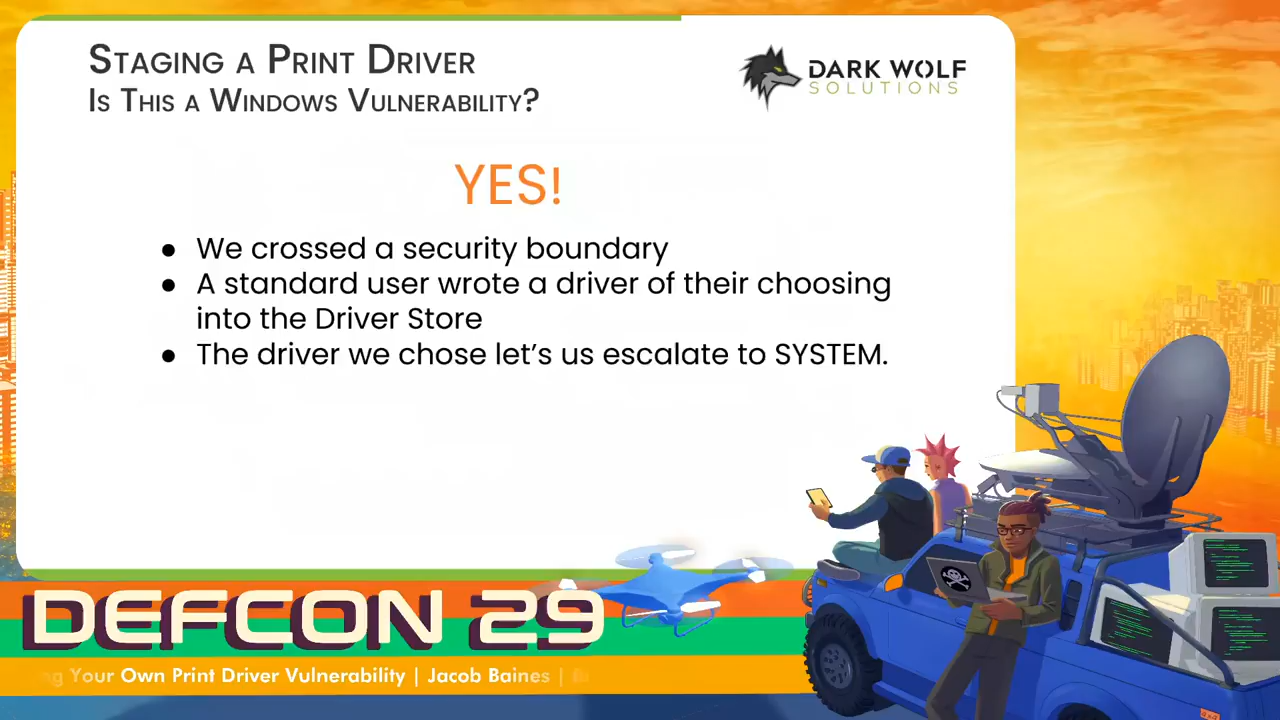 STAGING A PRINT DRIVER
IS THIS A WINDOWS VULNERABILITY?
DARK WOLF
SOLUTIONS
YES!
● We crossed a security boundary
● A standard user wrote a driver of their choosing
into the Driver Store
● The driver we chose let’s us escalate to SYSTEM.
DEFCON 29
Your Own Print Driver Vulnerability | Jacob Baines |